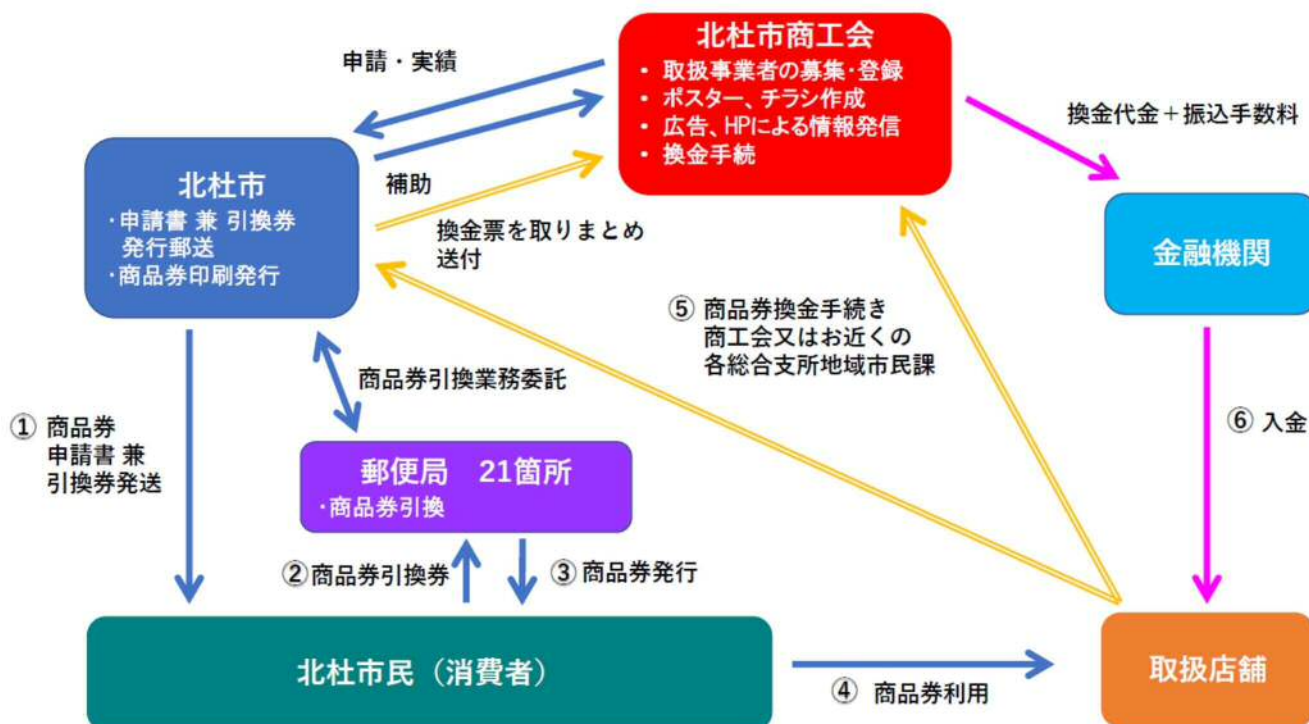 北杜市商工会
・ 取扱事業者の募集・登録
・ ポスター、チラシ作成
・ 広告、HPによる情報発信
・ 換金手続
申請・実績
補助
換金票を取りまとめ
送付
換金代金＋振込手数料
北杜市
・申請書 兼 引換券
発行郵送
・商品券印刷発行
金融機関
⑤ 商品券換金手続き
商工会又はお近くの
各総合支所地域市民課
商品券引換業務委託
① 商品券
申請書 兼
引換券発送
郵便局 21箇所
・商品券引換
⑥ 入金
②商品券引換券
③ 商品券発行
北杜市民（消費者）
④ 商品券利用
取扱店舗